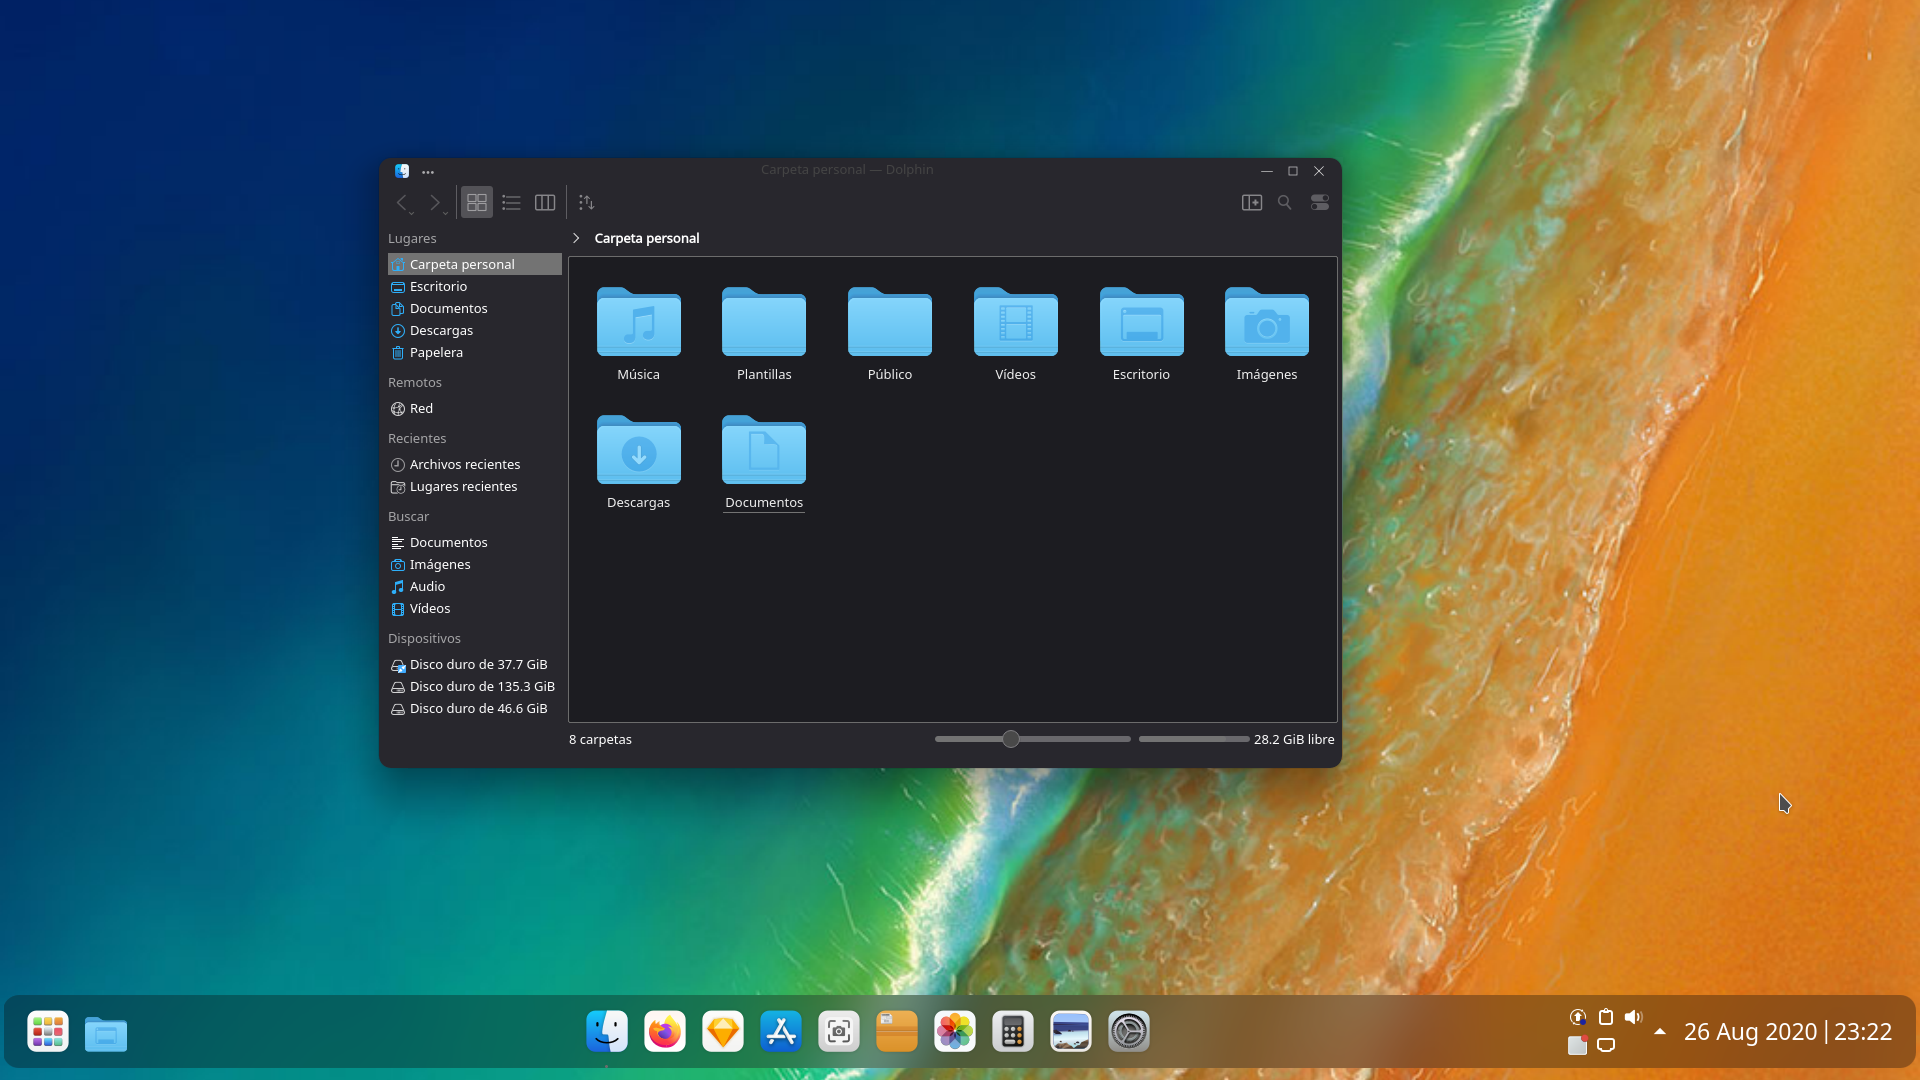 Carpeta personal — Dolphin
Lugares
Carpeta personal
Escritorio
Documentos
Descargas
Papelera
Remotos
Red
Recientes
Archivos recientes
Lugares recientes
Buscar
Documentos
Imágenes
Audio
Vídeos
Dispositivos
Disco duro de 37.7 GiB
Disco duro de 135.3 GiB
Disco duro de 46.6 GiB
Carpeta personal
Música Plantillas Público Vídeos Escritorio Imágenes
Descargas Documentos
8 carpetas 28.2 GiB libre
26 Aug 2020 | 23:22